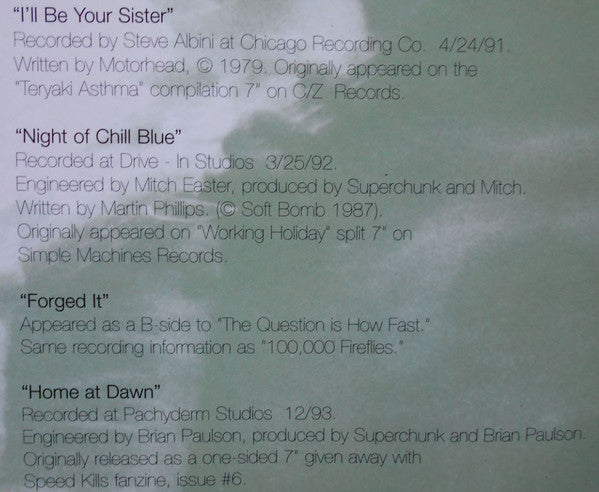 “I'll Be Your Sister”
Recorded by Steve Albini at Chicago Recording Co. 4/24/91.
Written by Motorhead, © 1979. Originally appeared on the
"Teryaki Asthma" compilation 7" on C/Z Records.
“Night of Chill Blue”
Recorded at Drive - In Studios 3/25/92.
Engineered by Mitch Easter, produced by Superchunk and Mitch.
Written by Martin Phillips. (© Soft Bomb 1987).
Originally appeared on "Working Holiday" split 7" on
Simple Machines Records.
“Forged It”
Appeared as a B-side to "The Question is How Fast."
Same recording information as "100,000 Fireflies."
“Home at Dawn”
Recorded at Pachyderm Studios 12/93.
Engineered by Brian Paulson, produced by Superchunk and Brian Paulson.
Originally released as a one-sided 7" given away with
Speed Kills fanzine, issue #6.